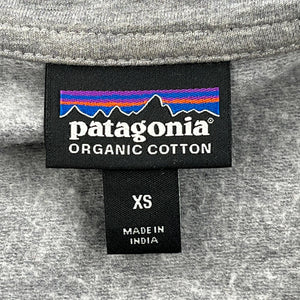 patagonia
ORGANIC COTTON
XS
MADE IN
INDIA